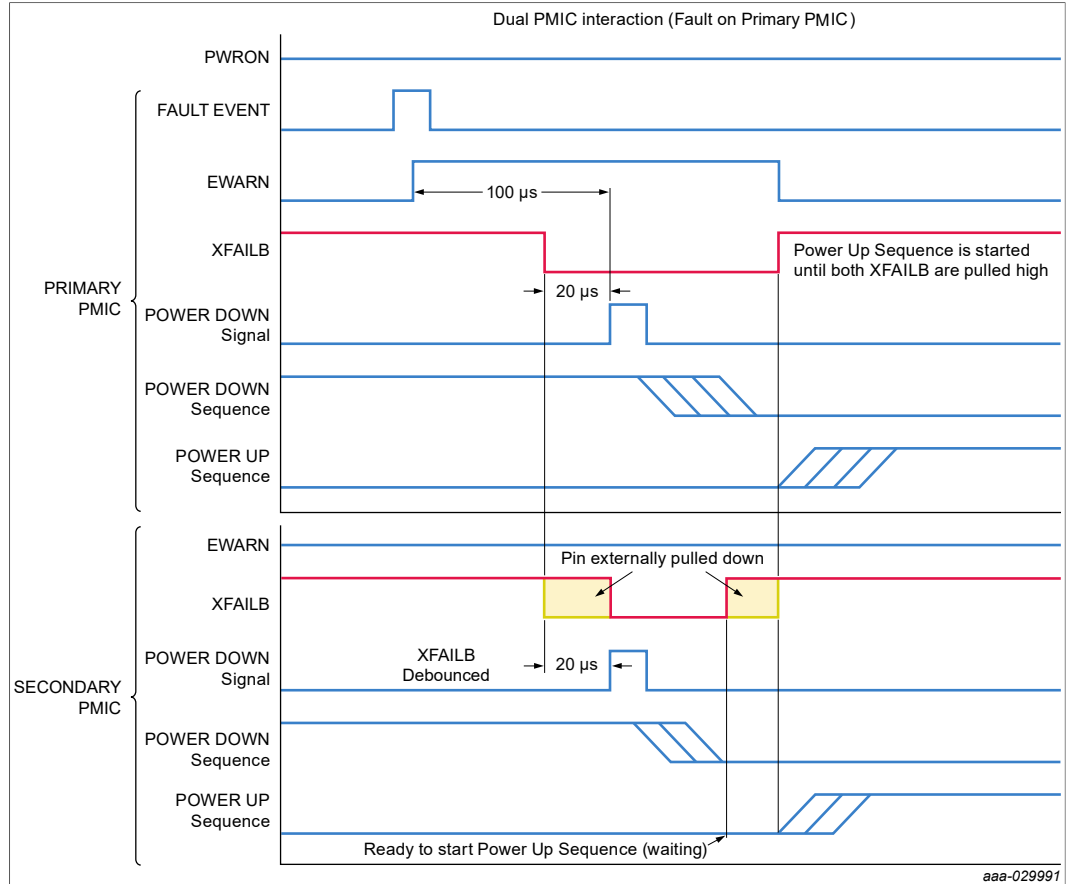 Dual PMIC interaction (Fault on Primary PMIC)
PWRON
FAULT EVENT
EWARN
100 µs
XFAILB
Power Up Sequence is started
until both XFAILB are pulled high
PRIMARY
PMIC
20 µs
POWER DOWN
Signal
POWER DOWN
Sequence
POWER UP
Sequence
EWARN
Pin externally pulled down
XFAILB
POWER DOWN
Signal
XFAILB
Debounced
20 µs
SECONDARY
PMIC
POWER DOWN
Sequence
POWER UP
Sequence
Ready to start Power Up Sequence (waiting)
aaa-029991